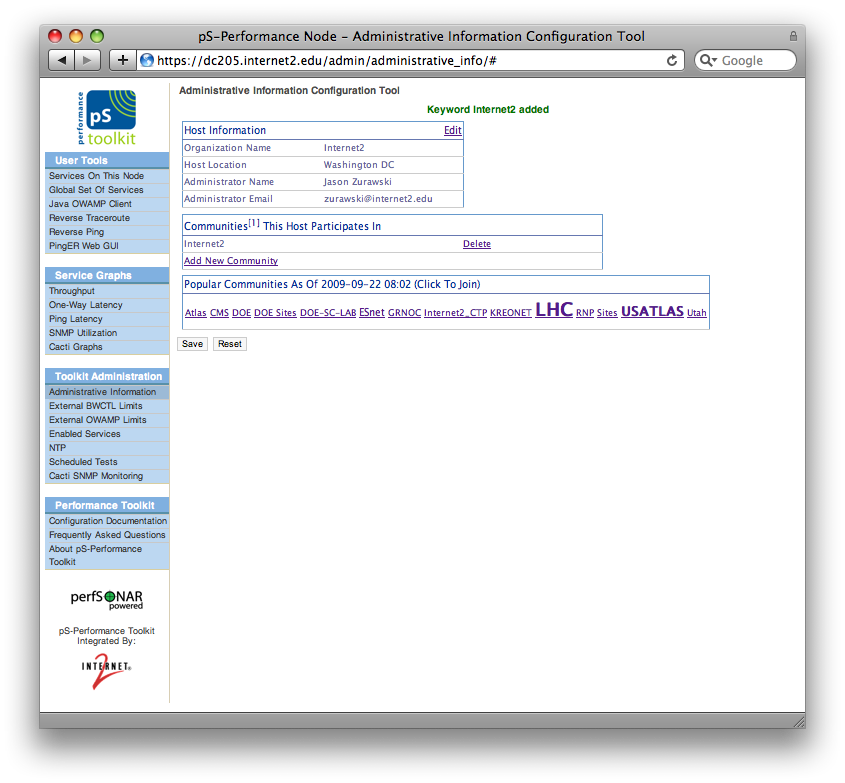 pS-Performance Node - Administrative Information Configuration Tool
https://dc205.internet2.edu/admin/administrative_info/#
Google
performance
pS
toolkit
User Tools
Services On This Node
Global Set Of Services
Java OWAMP Client
Reverse Traceroute
Reverse Ping
PingER Web GUI
Service Graphs
Throughput
One-Way Latency
Ping Latency
SNMP Utilization
Cacti Graphs
Toolkit Administration
Administrative Information
External BWCTL Limits
External OWAMP Limits
Enabled Services
NTP
Scheduled Tests
Cacti SNMP Monitoring
Performance Toolkit
Configuration Documentation
Frequently Asked Questions
About pS-Performance
Toolkit
perfSONAR
powered
pS-Performance Toolkit
Integrated By:
INTERNET
2
Administrative Information Configuration Tool
Keyword Internet2 added
Host Information Edit
Organization Name Internet2
Host Location Washington DC
Administrator Name Jason Zurawski
Administrator Email zurawski@internet2.edu
Communities[1] This Host Participates In
Internet2 Delete
Add New Community
Popular Communities As Of 2009-09-22 08:02 (Click To Join)
Atlas CMS DOE DOE Sites DOE-SC-LAB ESnet GRNOC Internet2_CTP KREONET LHC RNP Sites USATLAS Utah
Save Reset